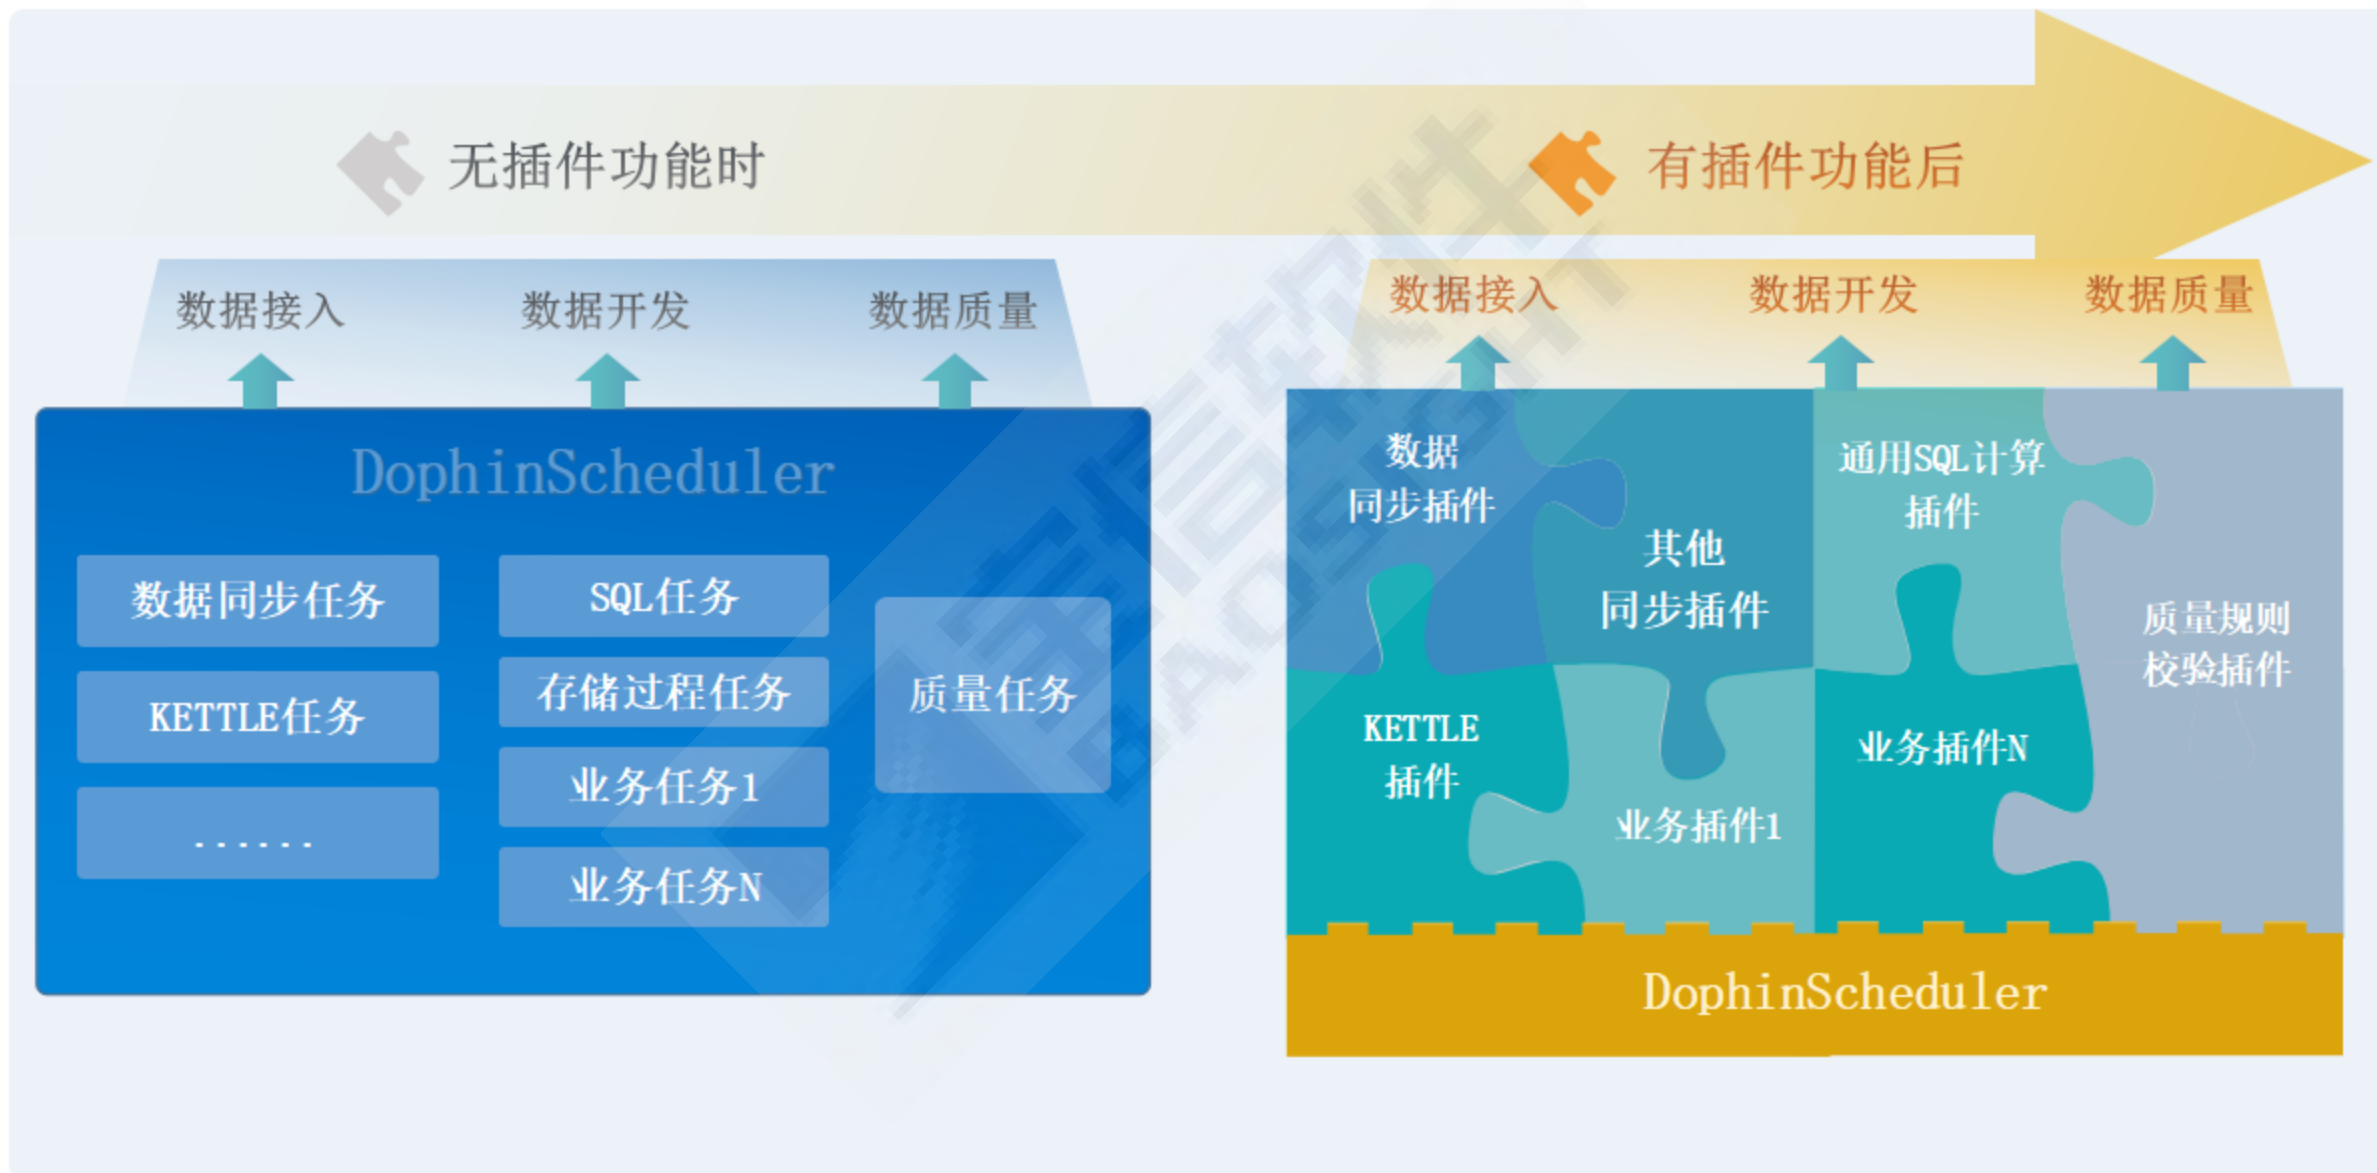 无插件功能时
有插件功能后
数据接入
数据开发
数据质量
DophinScheduler
数据同步任务
KETTLE任务
......
SQL任务
存储过程任务
业务任务1
业务任务N
质量任务
数据接入
数据开发
数据质量
数据
同步插件
其他
同步插件
通用SQL计算
插件
质量规则
校验插件
KETTLE
插件
业务插件1
业务插件N
DophinScheduler
宝信软件
BAOSIGHT